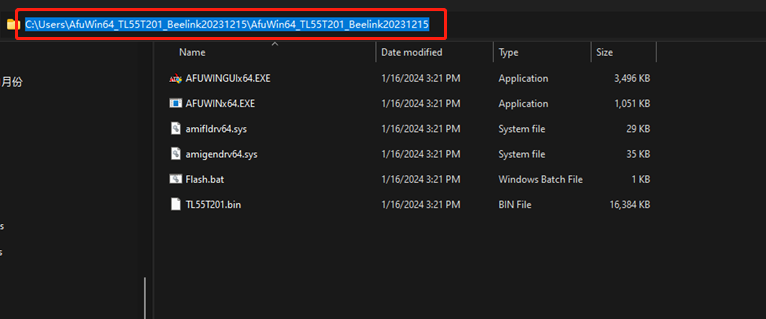 C:\Users\AfuWin64_TL55T201_Beelink20231215\AfuWin64_TL55T201_Beelink20231215
Name Date modified Type Size
月份
AFUWINGUIx64.EXE 1/16/2024 3:21 PM Application 3,496 KB
AFUWINx64.EXE 1/16/2024 3:21 PM Application 1,051 KB
amifldrv64.sys 1/16/2024 3:21 PM System file 29 KB
amigendrv64.sys 1/16/2024 3:21 PM System file 35 KB
Flash.bat 1/16/2024 3:21 PM Windows Batch File 1 KB
TL55T201.bin 1/16/2024 3:21 PM BIN File 16,384 KB
s